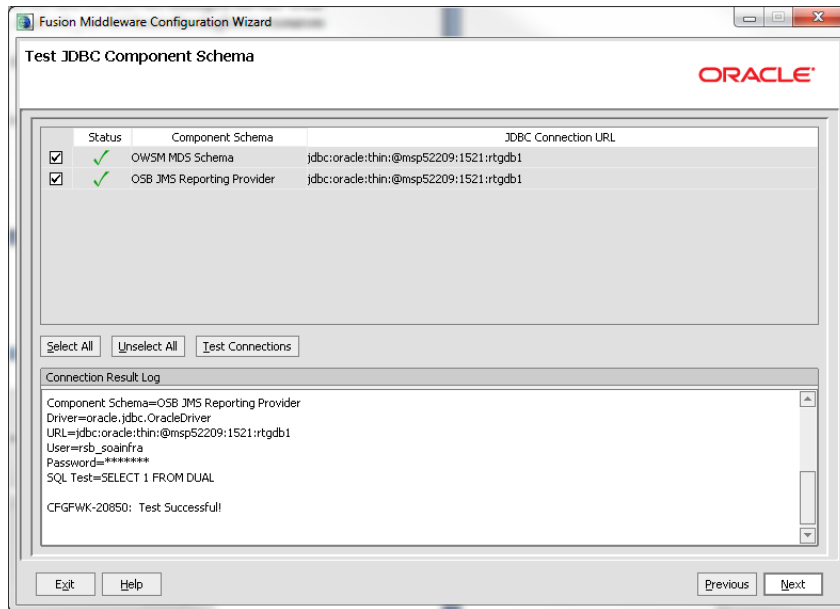 Fusion Middleware Configuration Wizard
Test JDBC Component Schema
ORACLE
Status Component Schema JDBC Connection URL
OWSM MDS Schema jdbc:oracle:thin:@msp52209:1521:rtgdb1
OSB JMS Reporting Provider jdbc:oracle:thin:@msp52209:1521:rtgdb1
Select All Unselect All Test Connections
Connection Result Log
Component Schema=OSB JMS Reporting Provider
Driver=oracle.jdbc.OracleDriver
URL=jdbc:oracle:thin:@msp52209:1521:rtgdb1
User=rsb_soainfra
Password=*******
SQL Test=SELECT 1 FROM DUAL
CFGFWK-20850: Test Successful!
Exit Help Previous Next